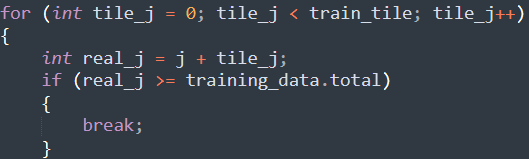 for (int tile_j = 0; tile_j < train_tile; tile_j++)
{
    int real_j = j + tile_j;
    if (real_j >= training_data.total)
    {
        break;
    }